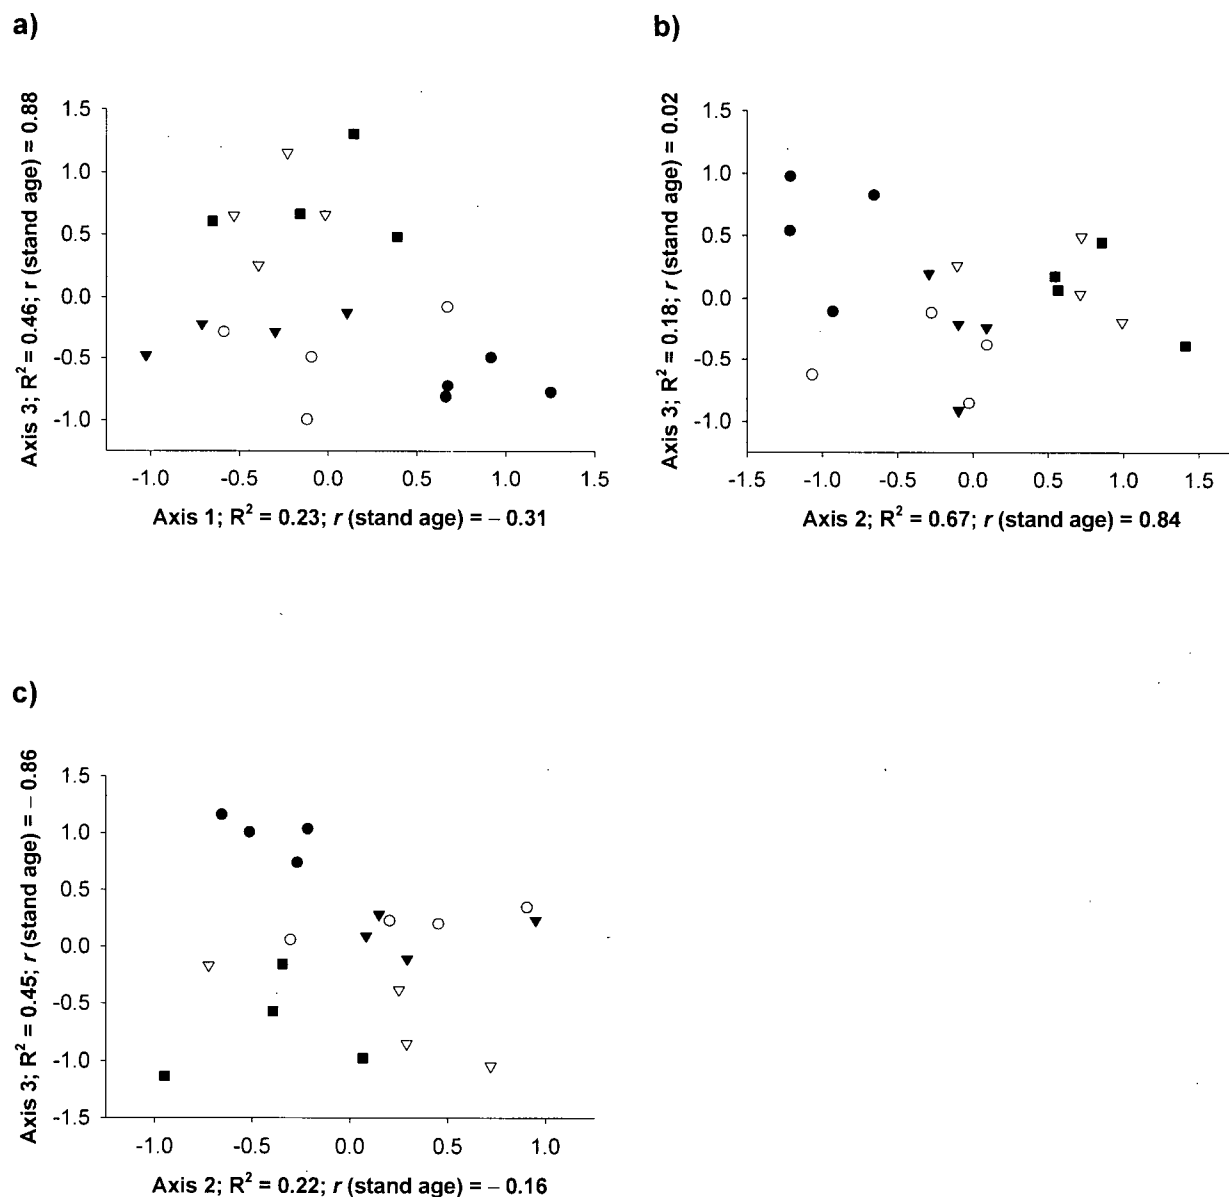 a)
Axis 3; R² = 0.46; r (stand age) = 0.88
1.5
1.0
0.5
0.0
-0.5
-1.0
-1.0 -0.5 0.0 0.5 1.0 1.5
Axis 1; R² = 0.23; r (stand age) = – 0.31
b)
Axis 3; R² = 0.18; r (stand age) = 0.02
1.5
1.0
0.5
0.0
-0.5
-1.0
-1.5 -1.0 -0.5 0.0 0.5 1.0 1.5
Axis 2; R² = 0.67; r (stand age) = 0.84
c)
Axis 3; R² = 0.45; r (stand age) = – 0.86
1.5
1.0
0.5
0.0
-0.5
-1.0
-1.5
-1.0 -0.5 0.0 0.5 1.0
Axis 2; R² = 0.22; r (stand age) = – 0.16